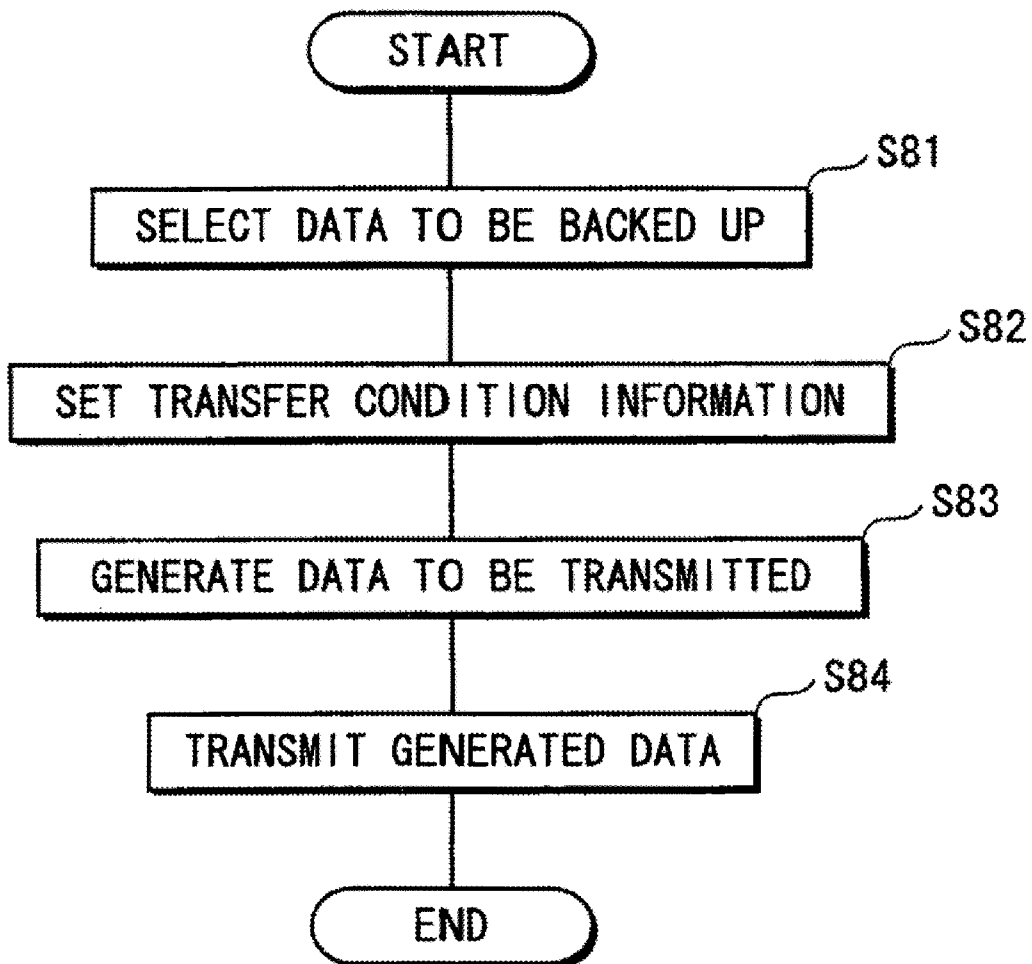 START
S81
SELECT DATA TO BE BACKED UP
S82
SET TRANSFER CONDITION INFORMATION
S83
GENERATE DATA TO BE TRANSMITTED
S84
TRANSMIT GENERATED DATA
END